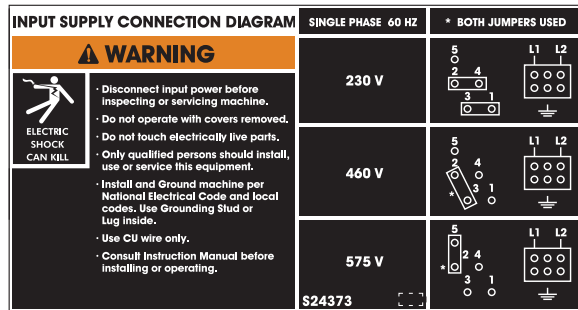 INPUT SUPPLY CONNECTION DIAGRAM
WARNING
ELECTRIC
SHOCK
CAN KILL
· Disconnect input power before
inspecting or servicing machine.
· Do not operate with covers removed.
· Do not touch electrically live parts.
· Only qualified persons should install,
use or service this equipment.
· Install and Ground machine per
National Electrical Code and local
codes. Use Grounding Stud or
Lug inside.
· Use CU wire only.
· Consult Instruction Manual before
installing or operating.
SINGLE PHASE 60 HZ
* BOTH JUMPERS USED
230 V
5
2 4
3 1
L1 L2
460 V
5
2 4
* 3 1
L1 L2
575 V
5
2 4
*
3 1
L1 L2
S24373